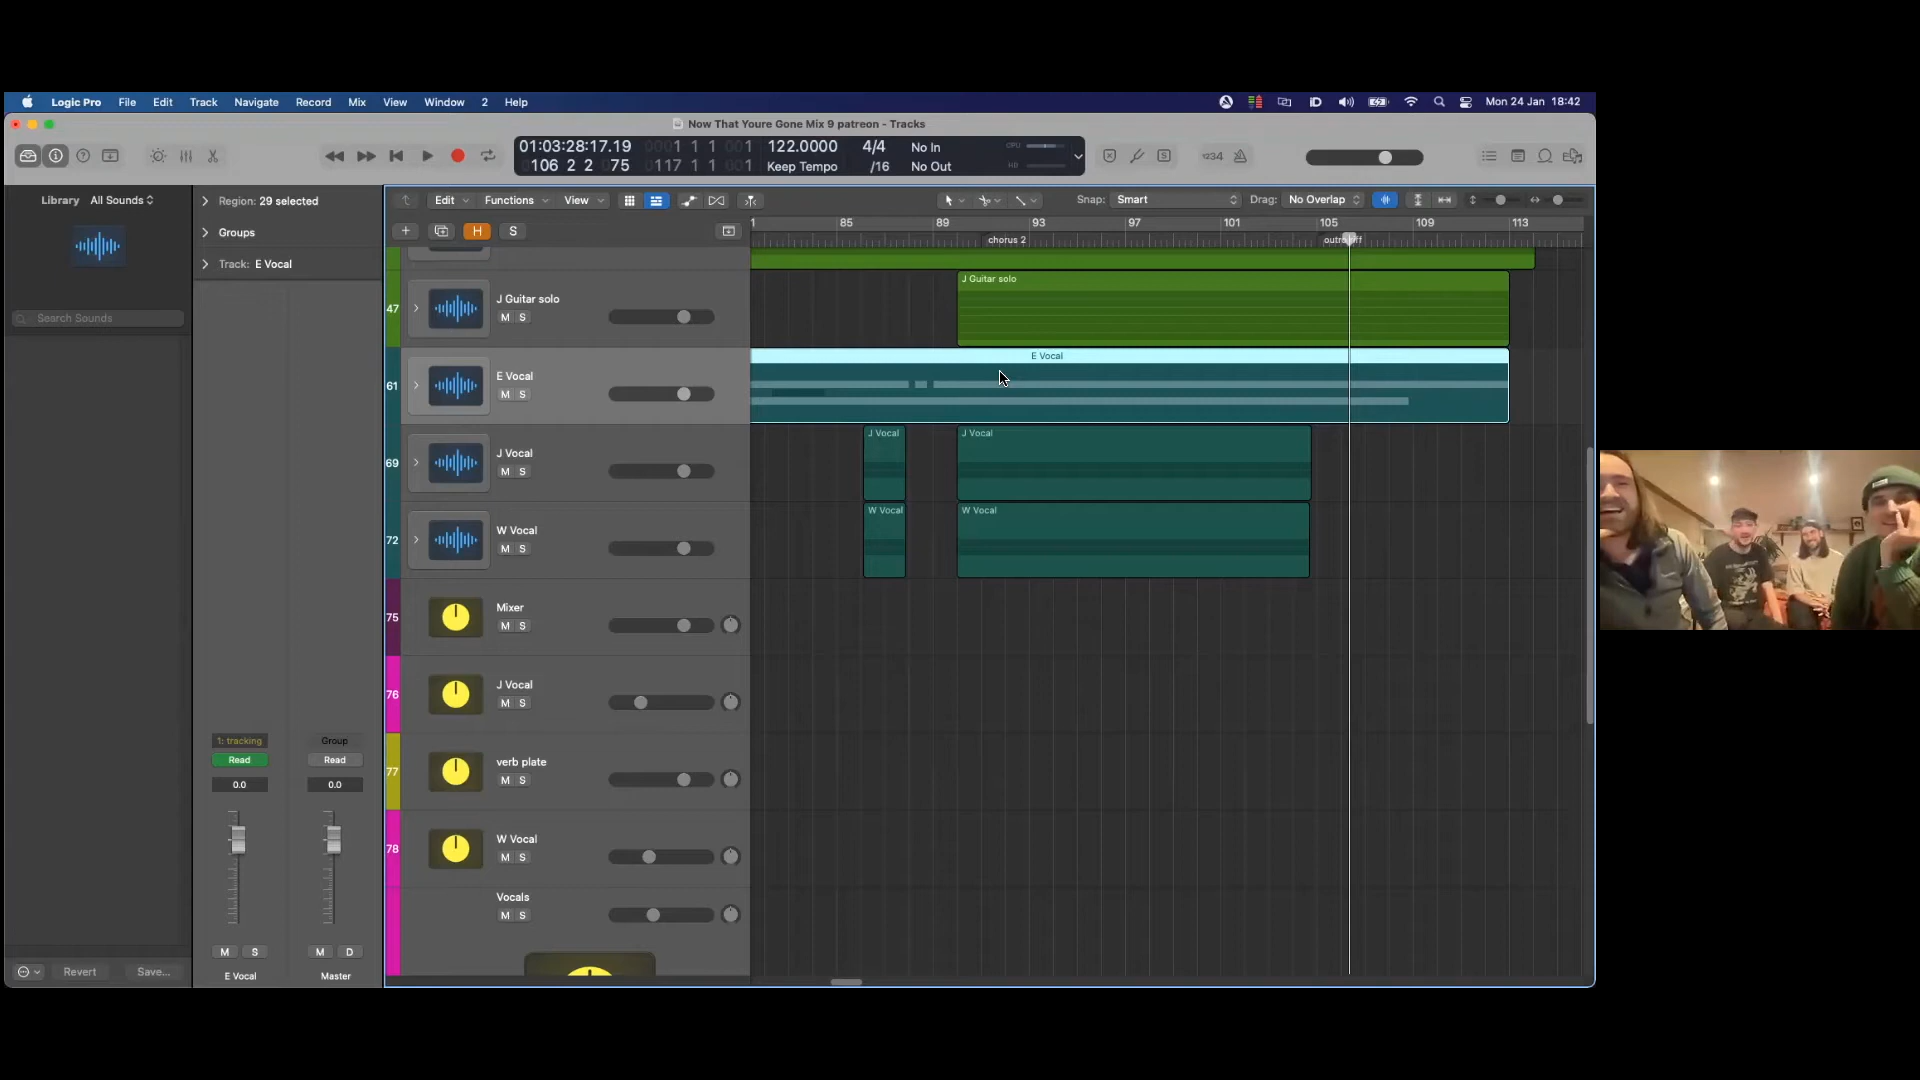 Logic Pro File Edit Track Navigate Record Mix View Window 2 Help
Mon 24 Jan 18:42
Now That Youre Gone Mix 9 patreon - Tracks
01:03:28:17.19 0001 1 1 001 122.0000 4/4 No In CPU
106 2 2 075 0117 1 1 001 Keep Tempo /16 No Out HD
1234
Library All Sounds
Search Sounds
Region: 29 selected
Groups
Track: E Vocal
Edit Functions View
Snap: Smart Drag: No Overlap
H S
1 85 89 93 97 101 105 109 113
chorus 2
47 J Guitar solo
M S
J Guitar solo
61 E Vocal
M S
E Vocal
69 J Vocal
M S
J Vocal J Vocal
72 W Vocal
M S
W Vocal W Vocal
75 Mixer
M S
76 J Vocal
M S
77 verb plate
M S
78 W Vocal
M S
Vocals
M S
1: tracking Group
Read Read
0.0 0.0
M S M D
E Vocal Master
Revert Save...